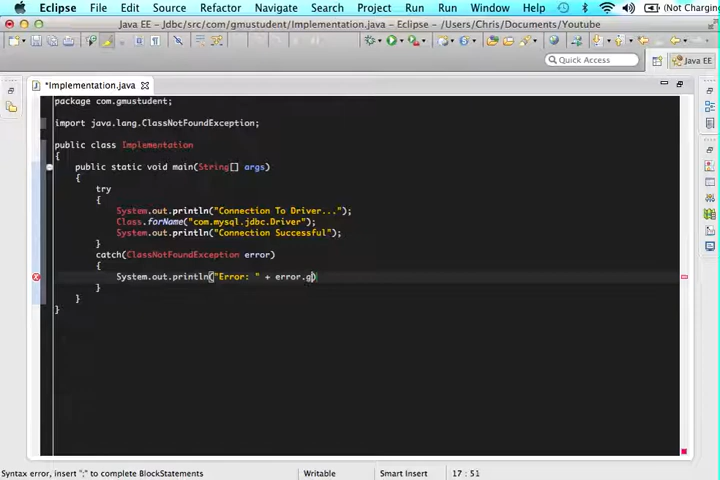 Eclipse File Edit Source Refactor Navigate Search Project Run Window Help (Not Charging
Java EE - Jdbc/src/com/gmustudent/Implementation.java - Eclipse - /Users/Chris/Documents/Youtube
Quick Access
Java EE
*Implementation.java
package com.gmustudent;
import java.lang.ClassNotFoundException;
public class Implementation
{
public static void main(String[] args)
{
try
{
System.out.println("Connection To Driver...");
Class.forName("com.mysql.jdbc.Driver");
System.out.println("Connection Successful");
}
catch(ClassNotFoundException error)
{
System.out.println("Error: " + error.g)
}
}
}
Syntax error, insert ";" to complete BlockStatements Writable Smart Insert 17 : 51